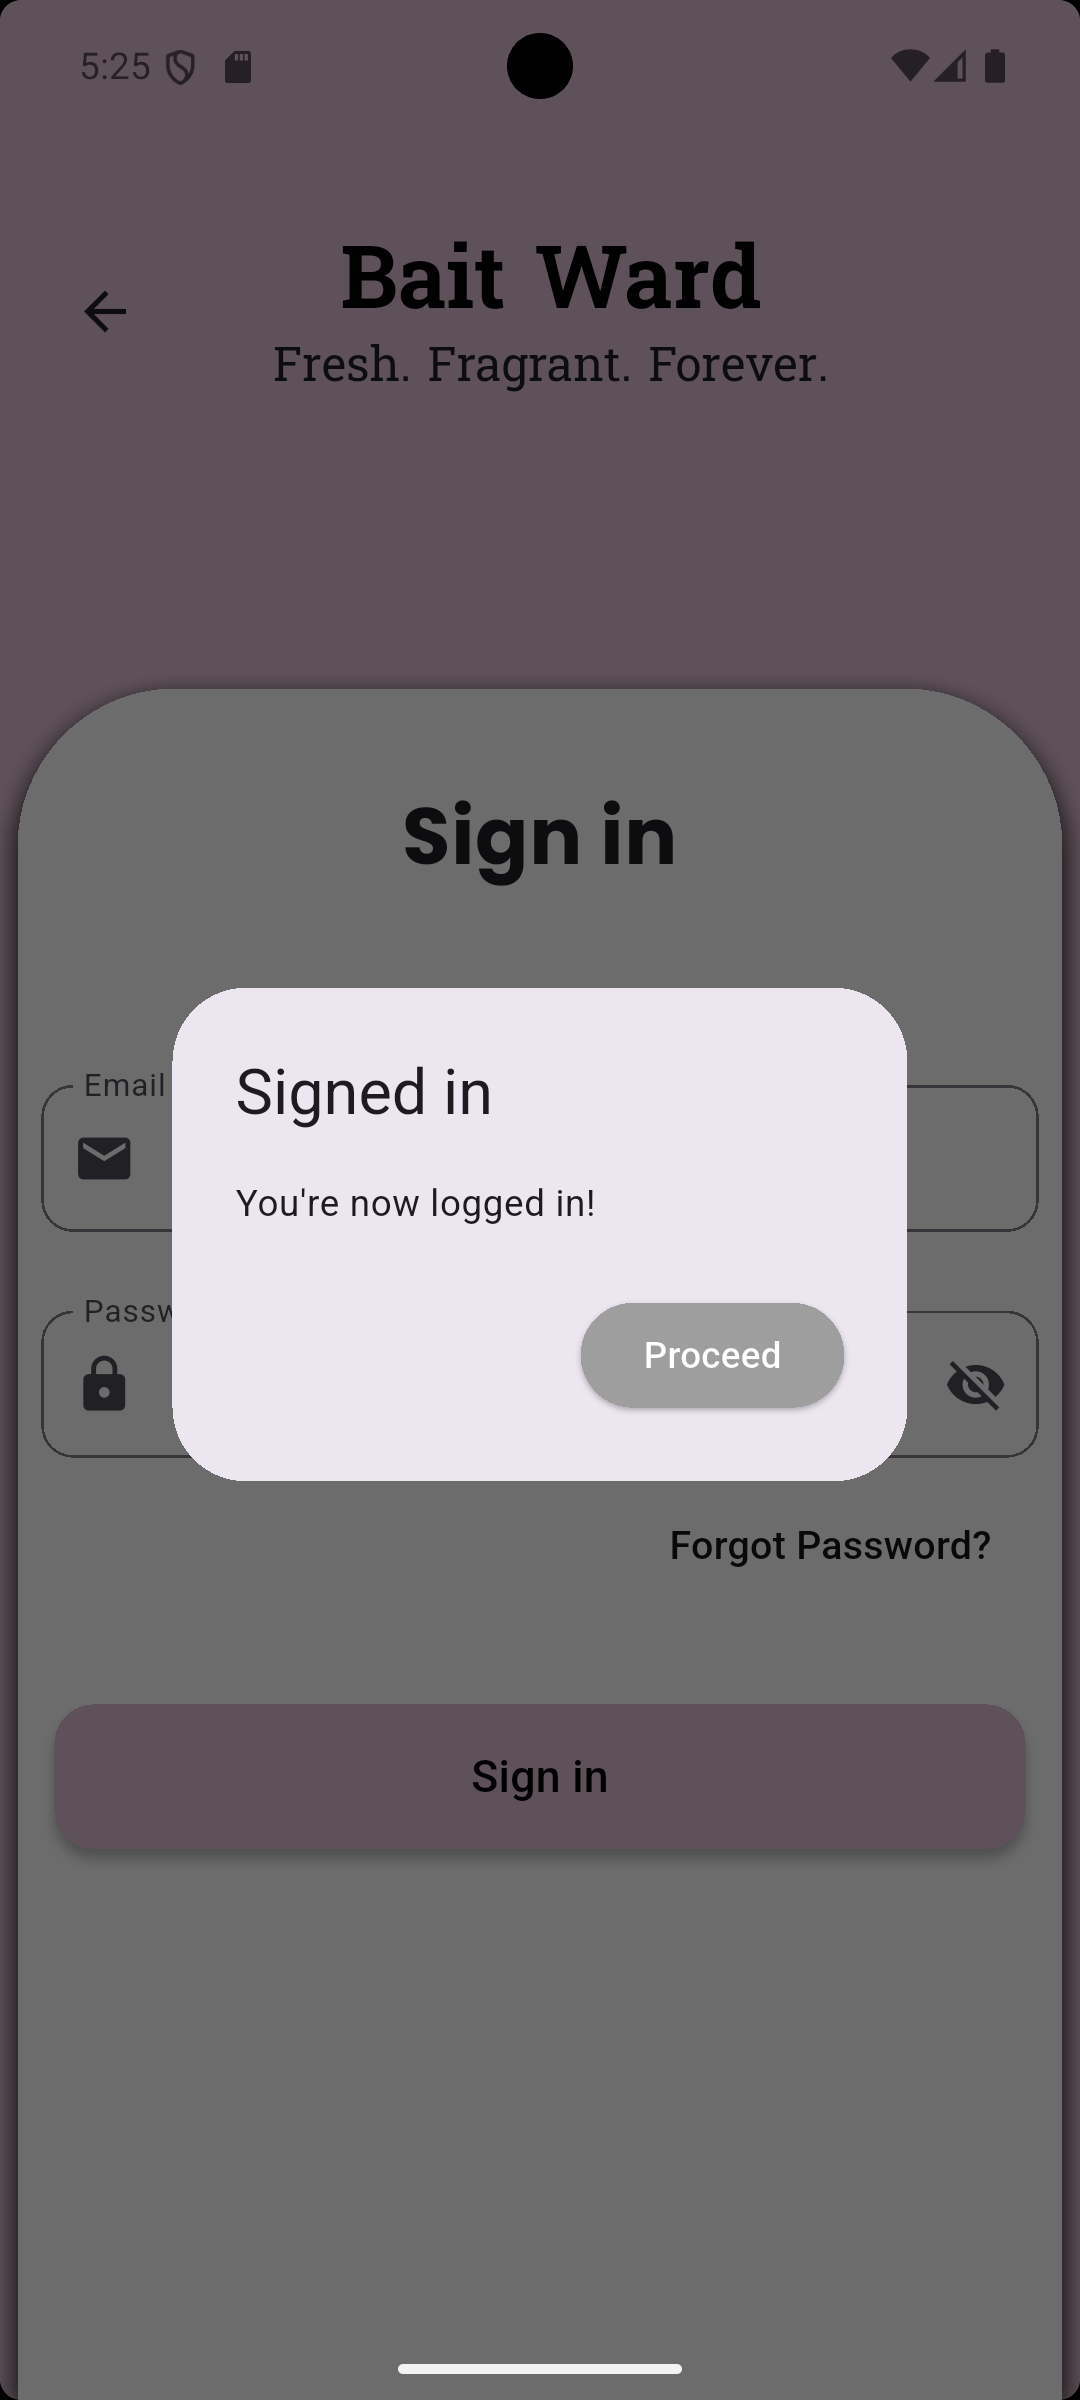 5:25
Bait Ward
Fresh. Fragrant. Forever.
Sign in
Email
Signed in
You're now logged in!
Proceed
Forgot Password?
Sign in